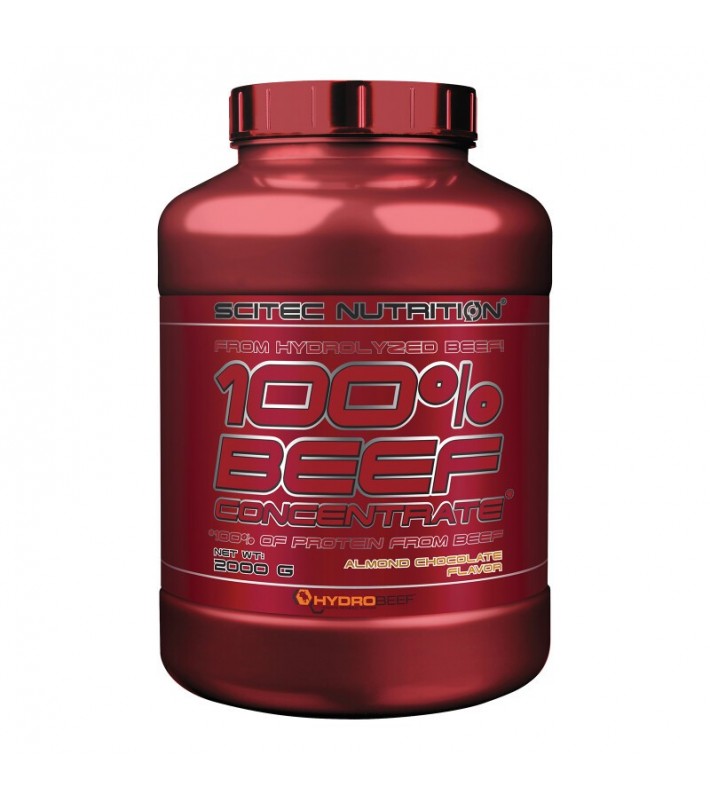 SCITEC NUTRITION®
FROM HYDROLYZED BEEF!
100%
BEEF
CONCENTRATE®
*100% OF PROTEIN FROM BEEF
NET WT:
2000 G
ALMOND CHOCOLATE
FLAVOR
HYDROBEEF